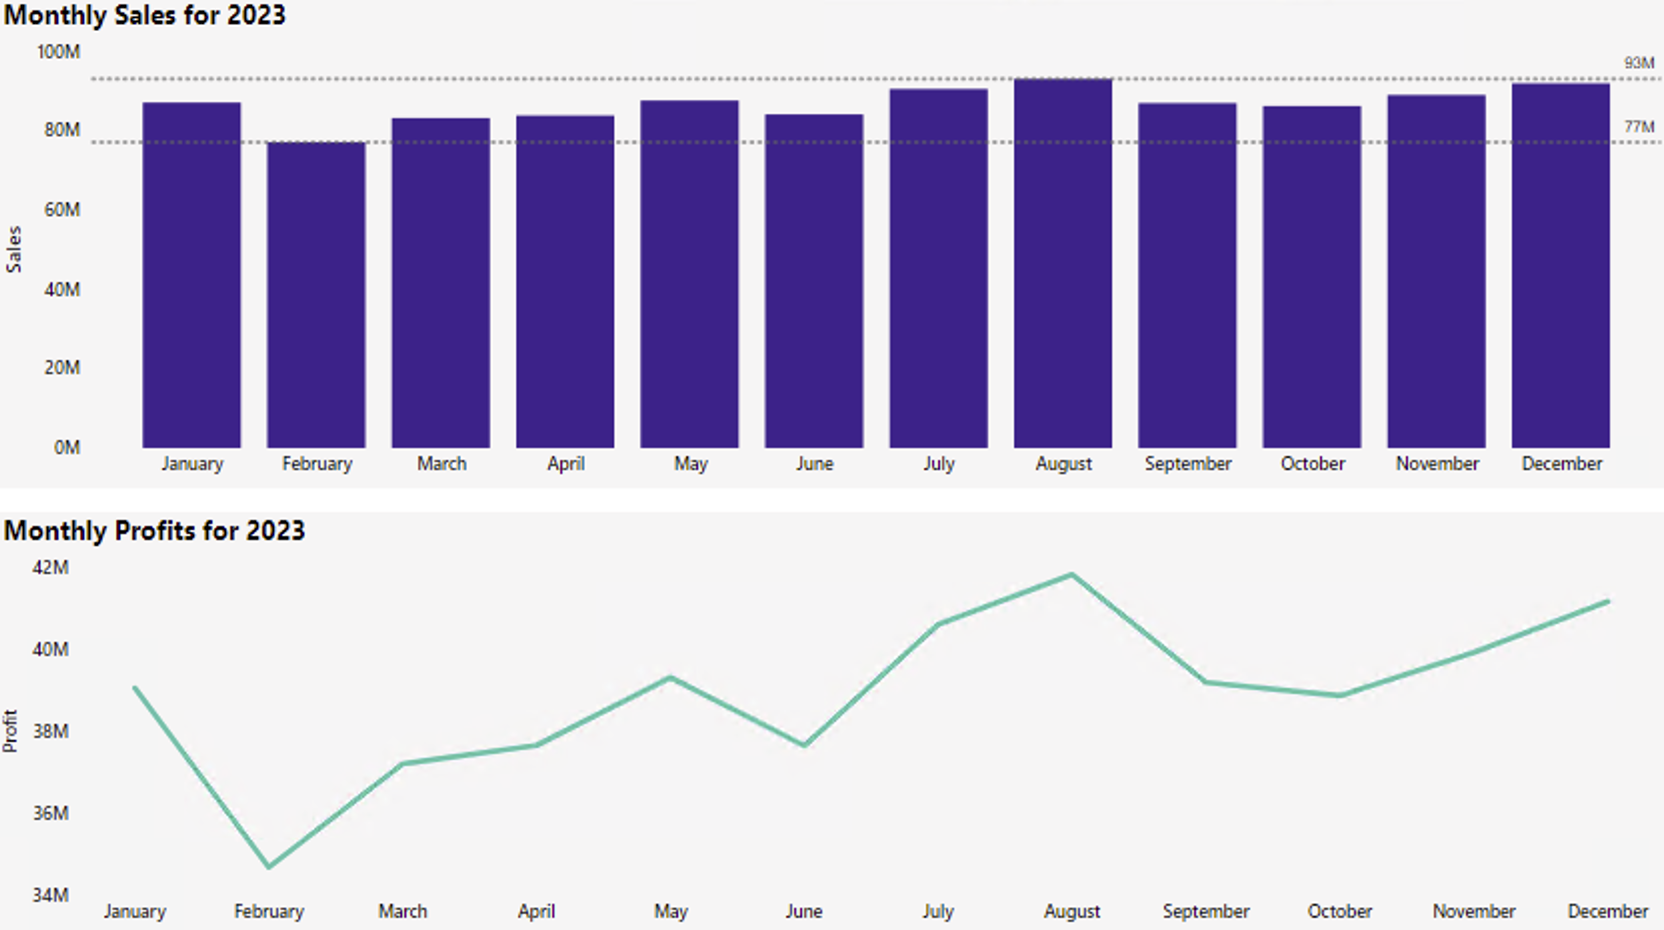 Monthly Sales for 2023
100M
93M
80M
77M
60M
Sales
40M
20M
0M
January February March April May June July August September October November December
Monthly Profits for 2023
42M
40M
38M
Profit
36M
34M
January February March April May June July August September October November December